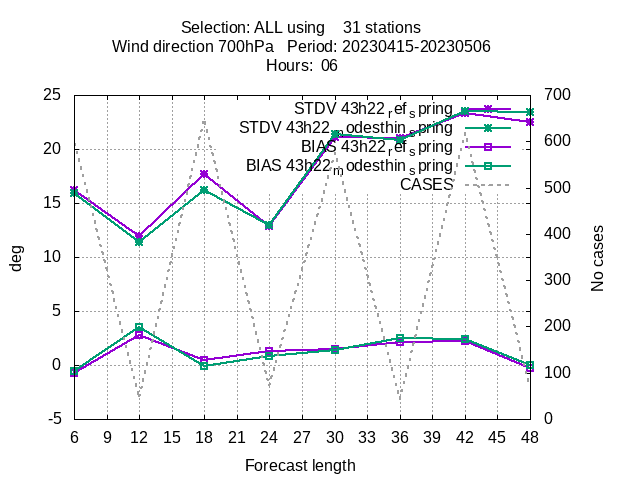 Selection: ALL using 31 stations
Wind direction 700hPa Period: 20230415-20230506
Hours: 06
25
20
15
10
5
0
-5
deg
STDV 43h22_ref_spring
STDV 43h22_modesthin_spring
BIAS 43h22_ref_spring
BIAS 43h22_modesthin_spring
CASES
700
600
500
400
300
200
100
0
No cases
6 9 12 15 18 21 24 27 30 33 36 39 42 45 48
Forecast length